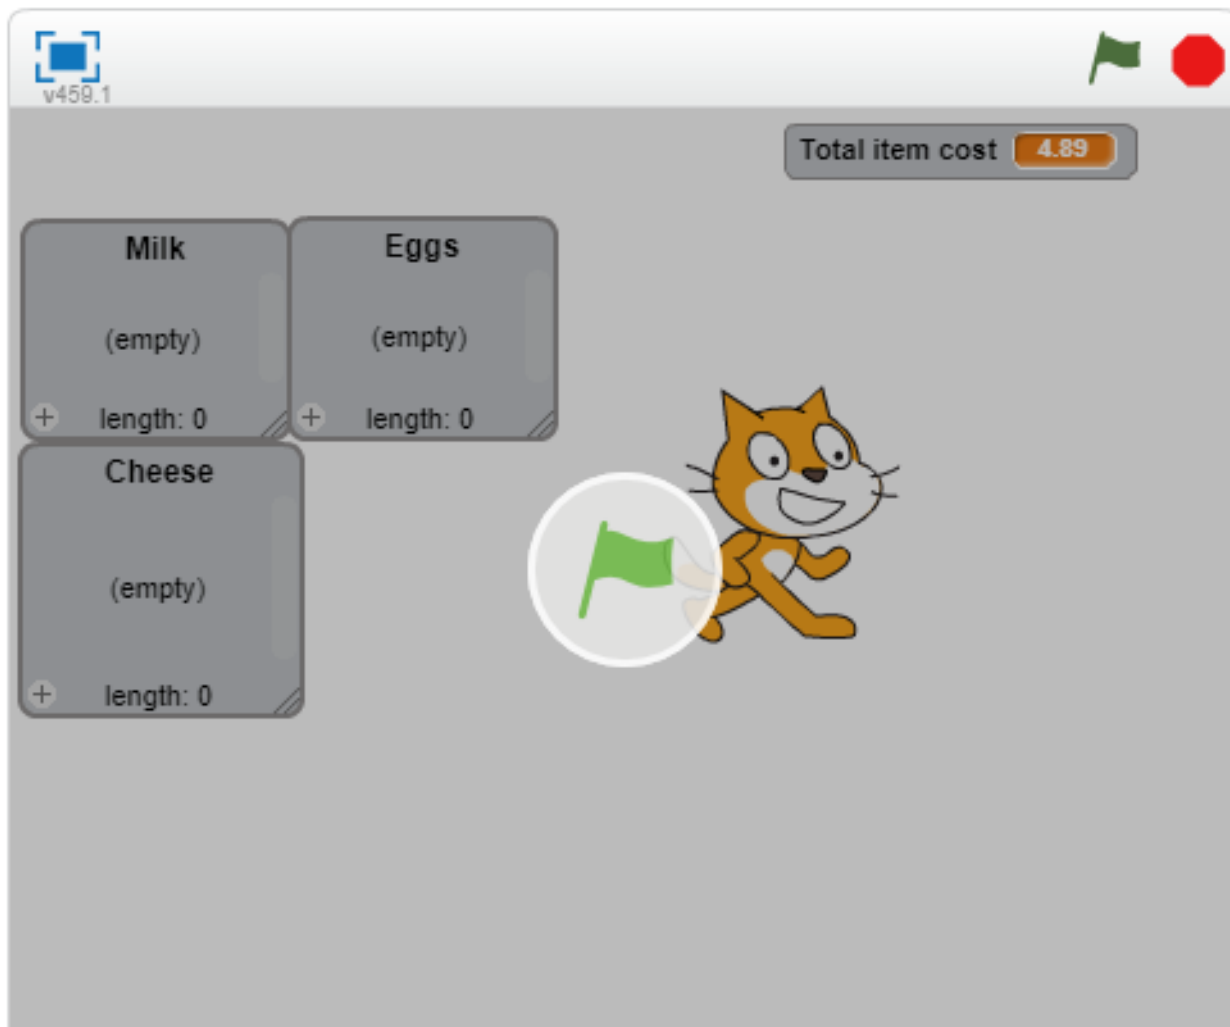 v459.1
Total item cost 4.89
Milk
(empty)
+ length: 0
Eggs
(empty)
+ length: 0
Cheese
(empty)
+ length: 0